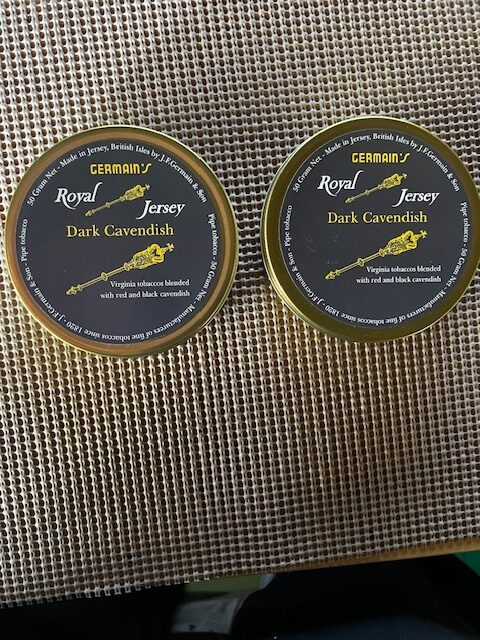 50 Gram Net - Made in Jersey, British Isles by J.F.Germain & Son
GERMAIN'S
Royal
Jersey
Dark Cavendish
Virginia tobaccos blended
with red and black cavendish
Pipe tobacco · 50 Gram Net · Manufacturers of fine tobaccos since 1820 · J.F.Germain & Son · Pipe tobacco
50 Gram Net - Made in Jersey, British Isles by J.F.Germain & Son
GERMAIN'S
Royal
Jersey
Dark Cavendish
Virginia tobaccos blended
with red and black cavendish
Pipe tobacco · 50 Gram Net · Manufacturers of fine tobaccos since 1820 · J.F.Germain & Son · Pipe tobacco